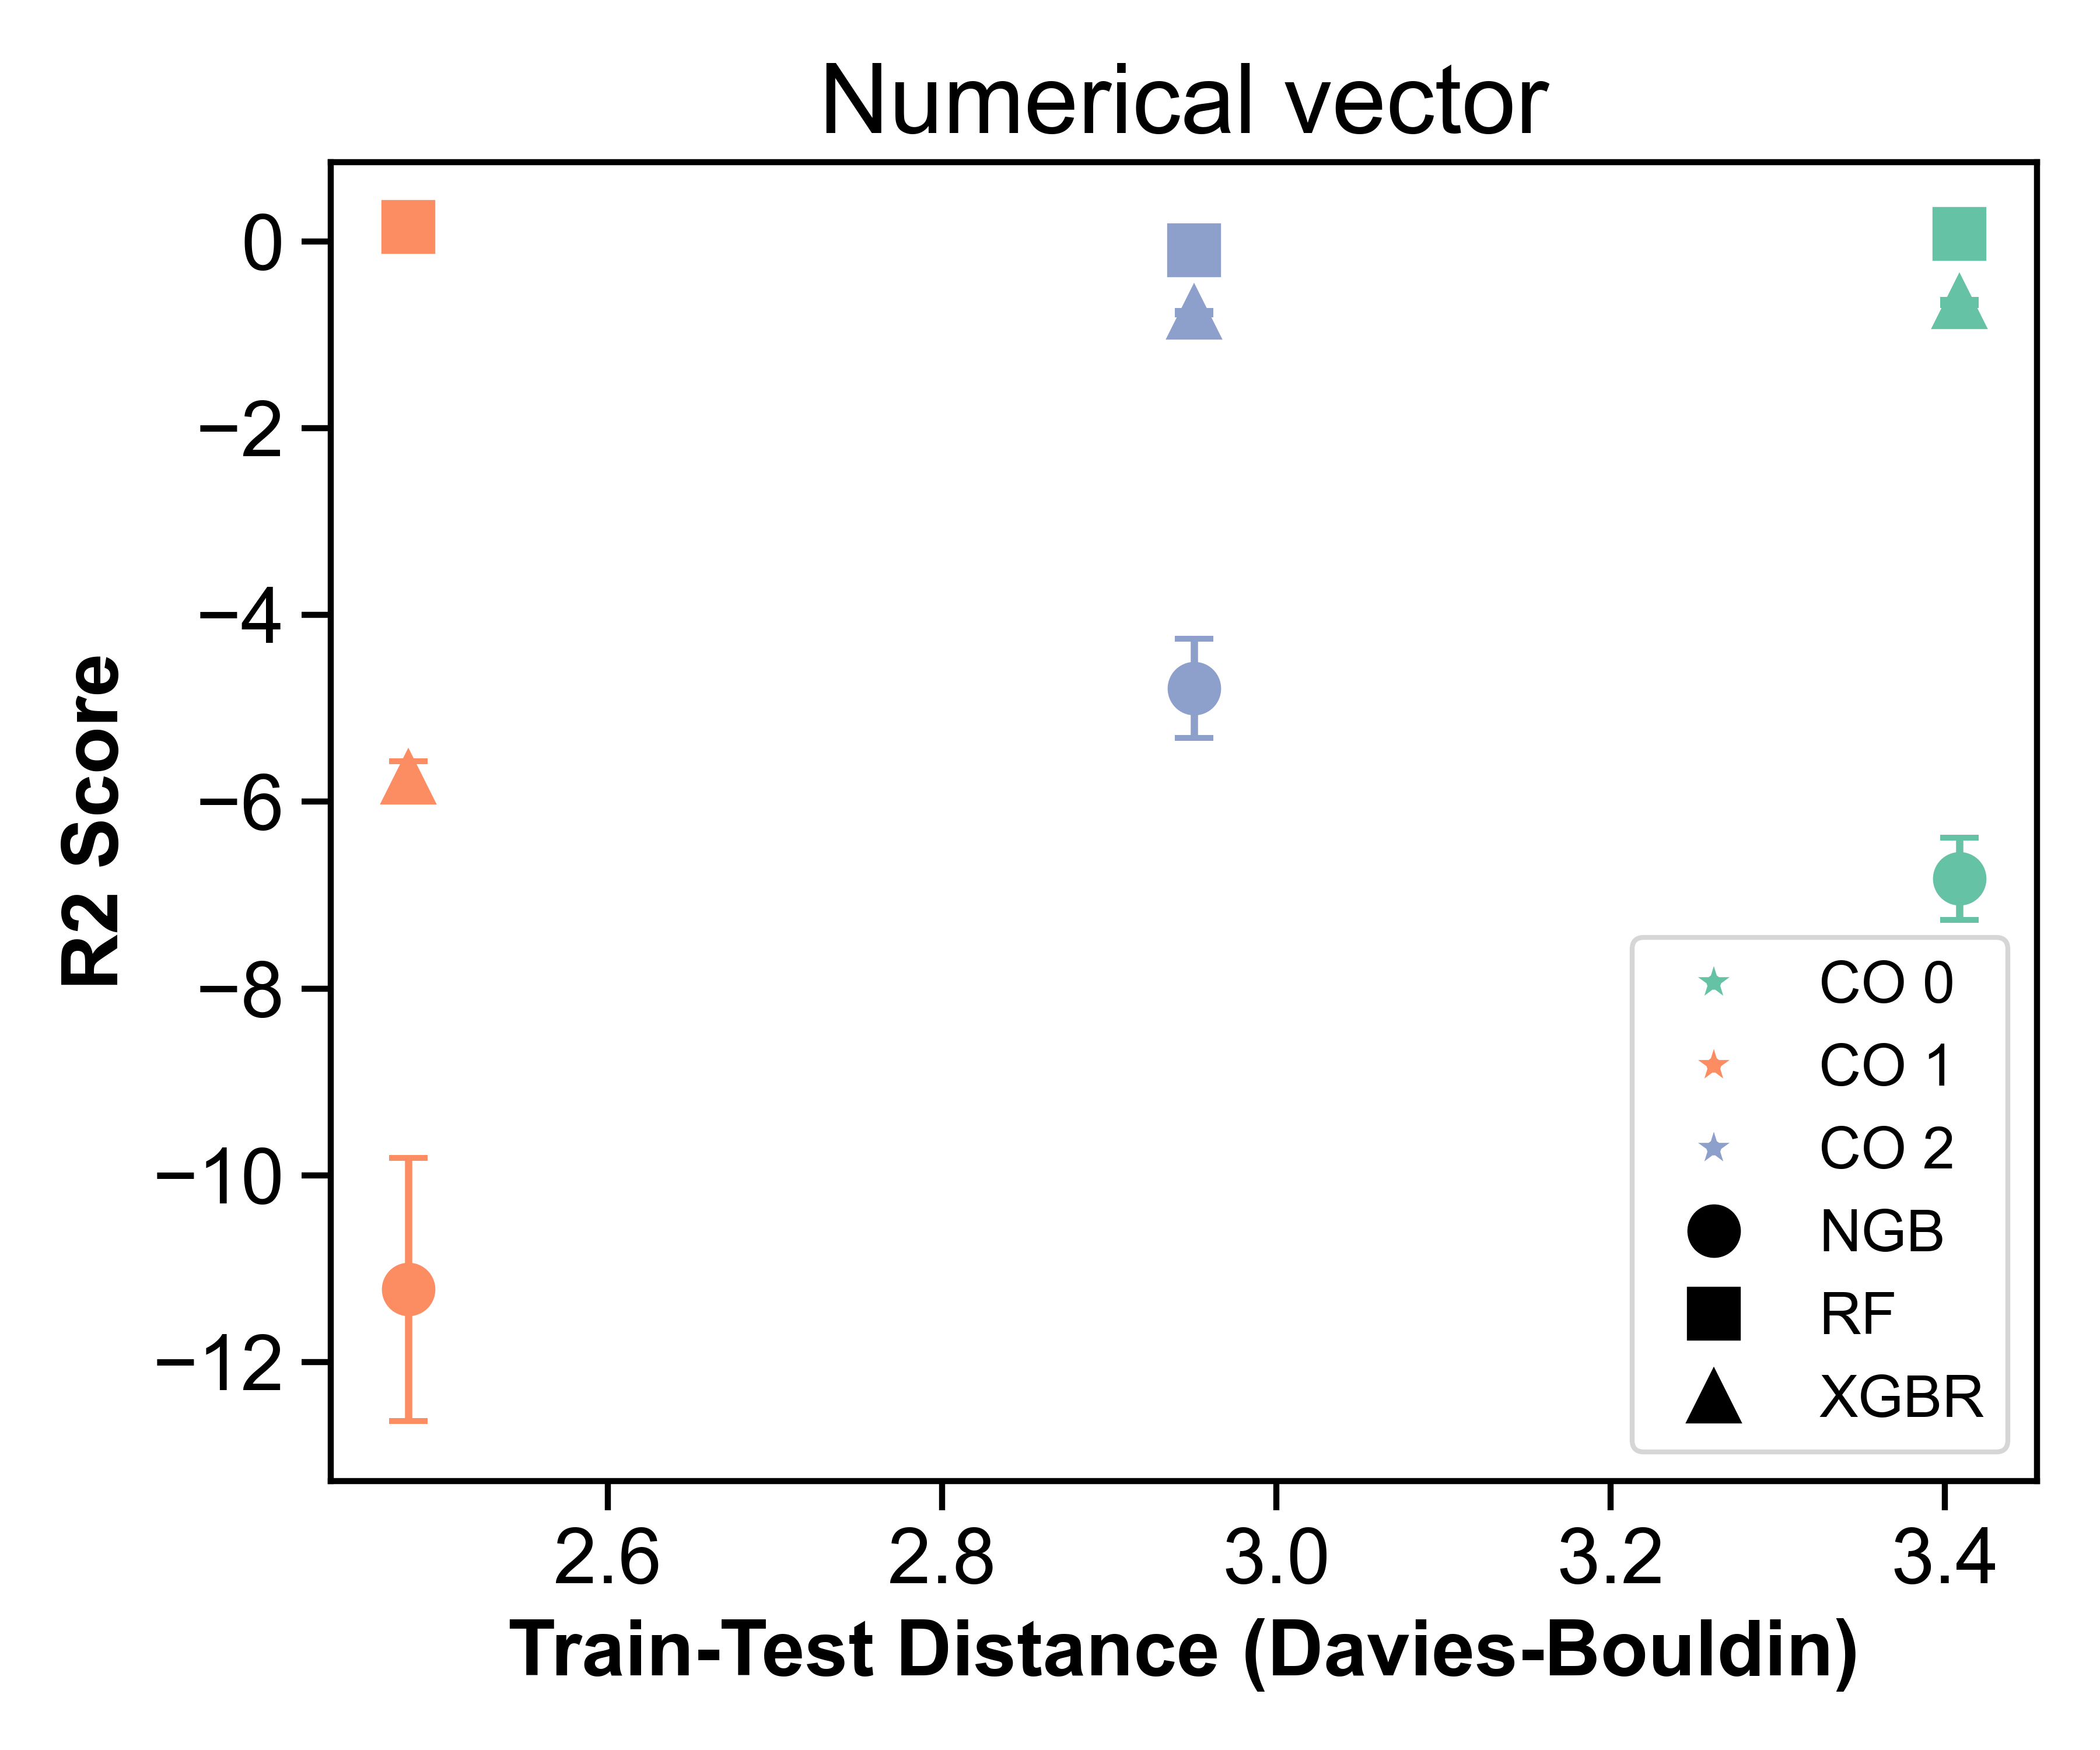 Numerical vector
R2 Score
0
−2
−4
−6
−8
−10
−12
CO 0
CO 1
CO 2
NGB
RF
XGBR
2.6 2.8 3.0 3.2 3.4
Train-Test Distance (Davies-Bouldin)